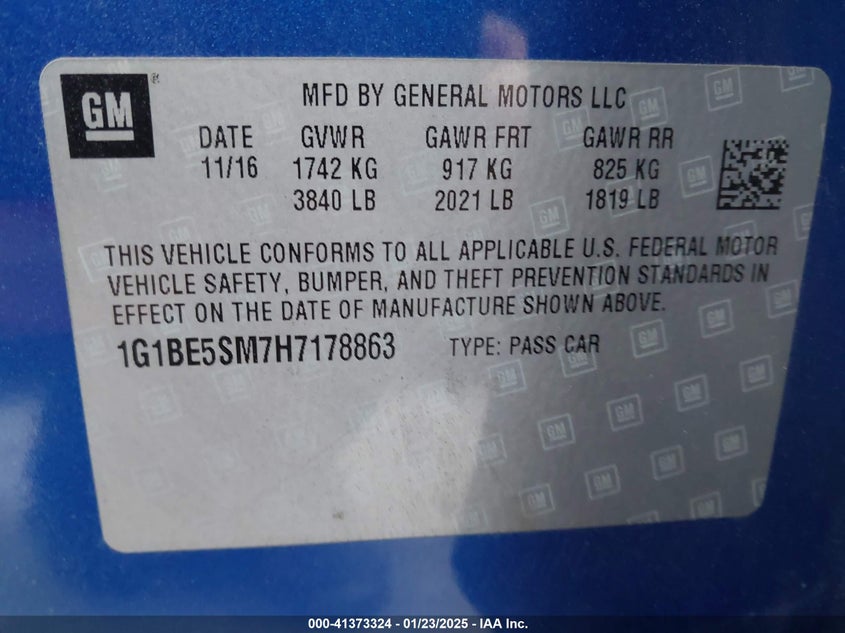 GM
MFD BY GENERAL MOTORS LLC
DATE GVWR GAWR FRT GAWR RR
11/16 1742 KG 917 KG 825 KG
3840 LB 2021 LB 1819 LB
THIS VEHICLE CONFORMS TO ALL APPLICABLE U.S. FEDERAL MOTOR
VEHICLE SAFETY, BUMPER, AND THEFT PREVENTION STANDARDS IN
EFFECT ON THE DATE OF MANUFACTURE SHOWN ABOVE.
1G1BE5SM7H7178863 TYPE: PASS CAR
000-41373324 - 01/23/2025 - IAA Inc.